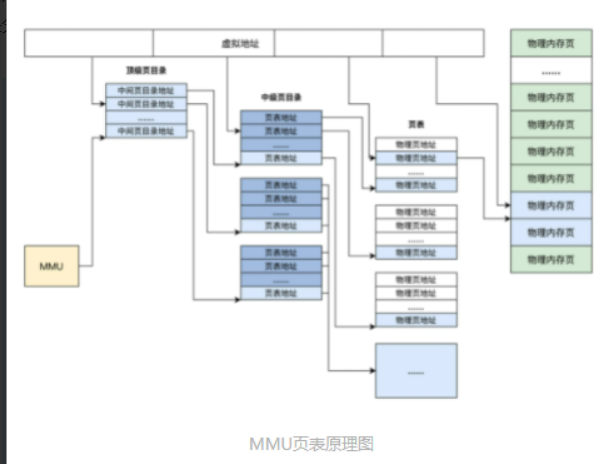 虚拟地址
顶级页目录
中间页目录地址
中间页目录地址
......
中间页目录地址
中级页目录
页表地址
页表地址
......
页表地址
页表地址
页表地址
......
页表地址
页表地址
页表地址
......
页表地址
页表
物理页地址
物理页地址
......
物理页地址
物理页地址
物理页地址
......
物理页地址
物理页地址
物理页地址
......
物理页地址
......
物理内存页
......
物理内存页
物理内存页
物理内存页
物理内存页
物理内存页
物理内存页
物理内存页
MMU
MMU页表原理图